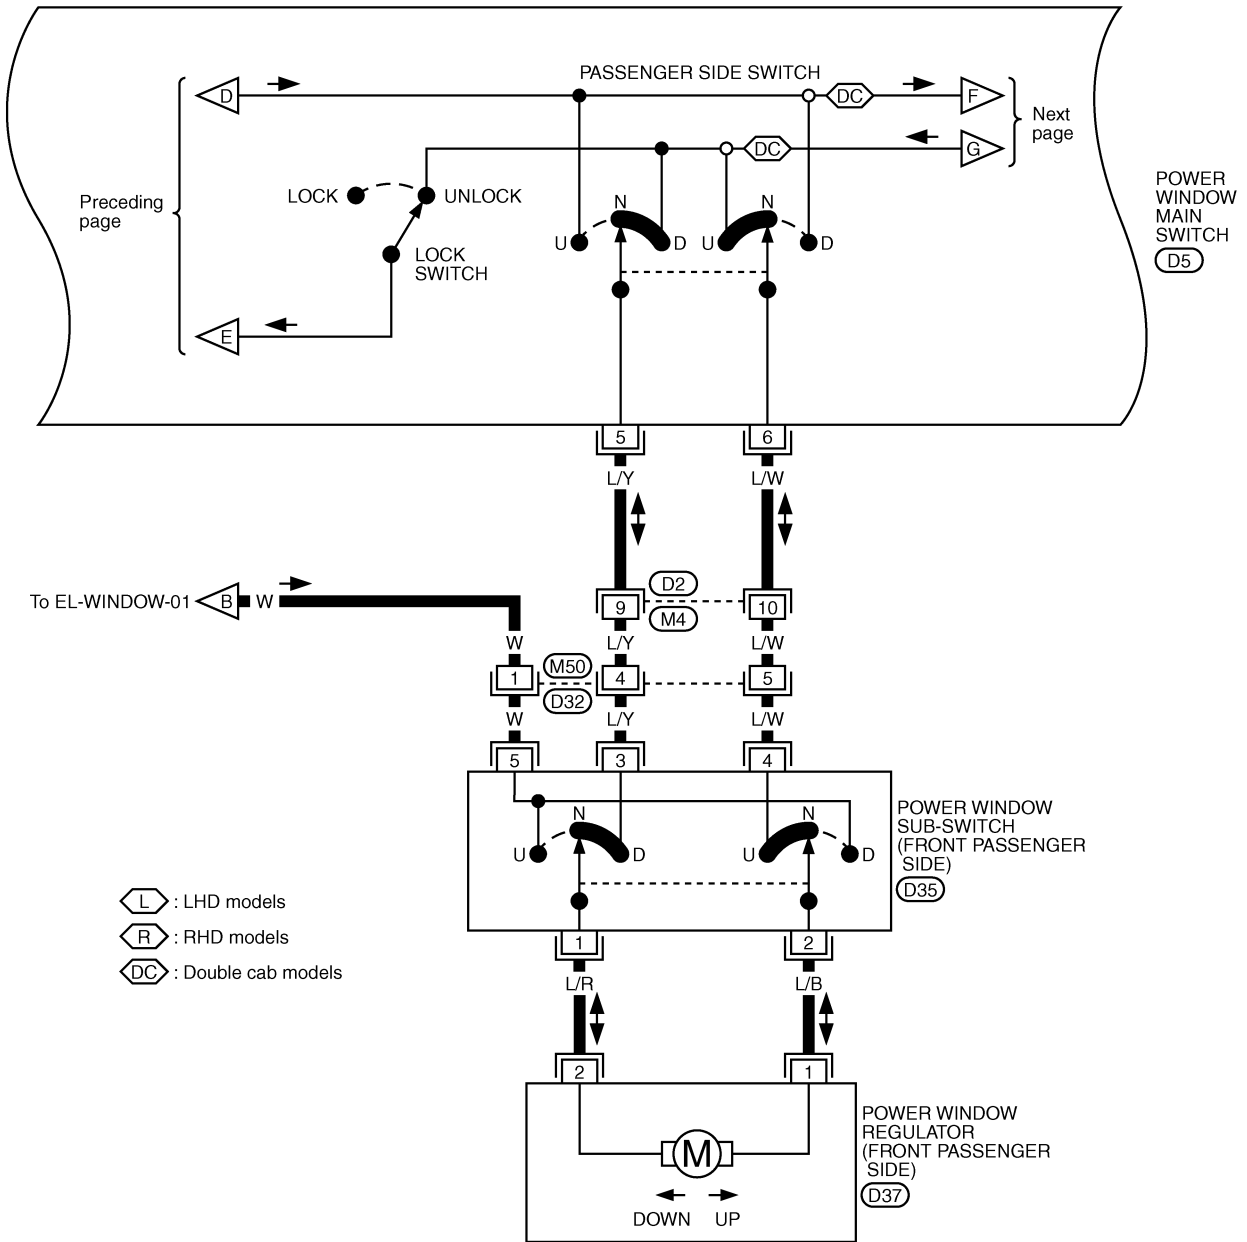 PASSENGER SIDE SWITCH
D
DC
F
Next
page
DC
G
Preceding
page
LOCK
UNLOCK
LOCK
SWITCH
N
U
D
N
U
D
E
POWER
WINDOW
MAIN
SWITCH
D5
5
6
L/Y
L/W
To EL-WINDOW-01
B
W
D2
9
10
M4
W
L/Y
L/W
M50
1
4
5
D32
W
L/Y
L/W
5
3
4
N
U
D
N
U
D
POWER WINDOW
SUB-SWITCH
(FRONT PASSENGER
SIDE)
D35
1
2
L : LHD models
R : RHD models
DC : Double cab models
L/R
L/B
2
1
M
DOWN
UP
POWER WINDOW
REGULATOR
(FRONT PASSENGER
SIDE)
D37